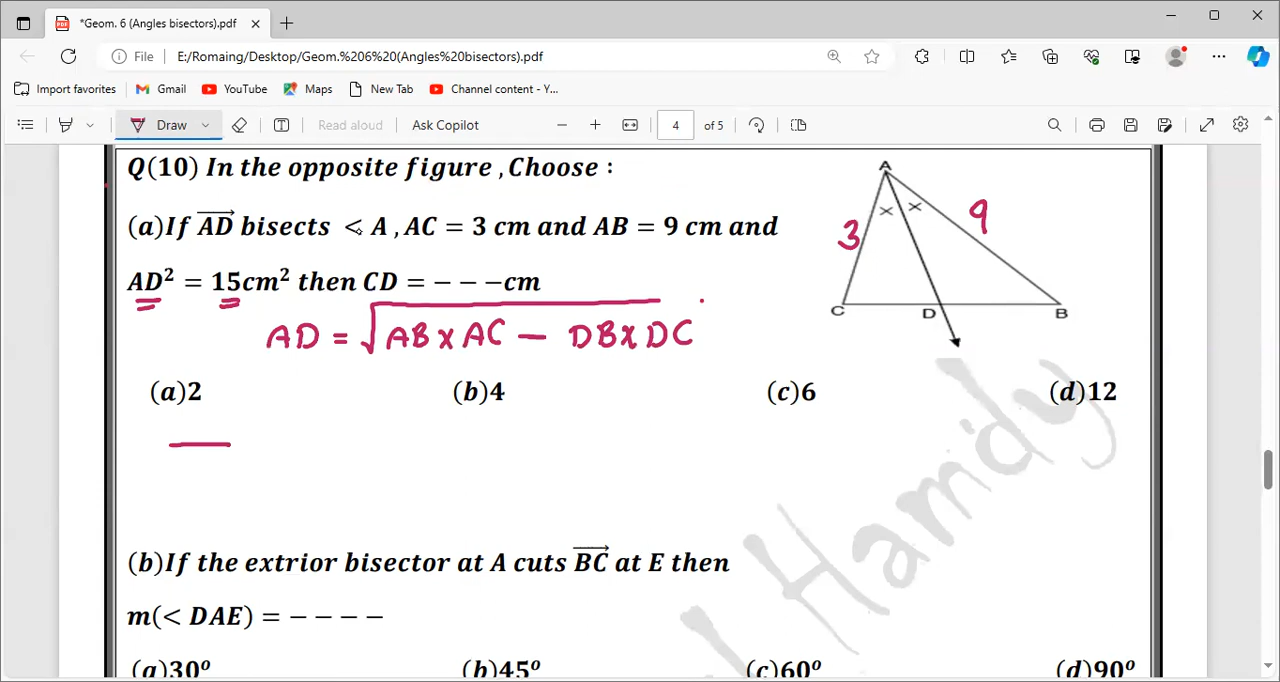 *Geom. 6 (Angles bisectors).pdf
File E:/Romaing/Desktop/Geom.%206%20(Angles%20bisectors).pdf
Import favorites Gmail YouTube Maps New Tab Channel content - Y...
Draw Read aloud Ask Copilot 4 of 5
Q(10) In the opposite figure ,Choose :
(a)If AD bisects < A , AC = 3 cm and AB = 9 cm and
AD² = 15cm² then CD = − − −cm
AD = √AB × AC − DB × DC
(a)2 (b)4 (c)6 (d)12
A
× ×
3 9
C D B
(b)If the extrior bisector at A cuts BC at E then
m(< DAE) = − − − −
(a)30° (b)45° (c)60° (d)90°
Hamidy